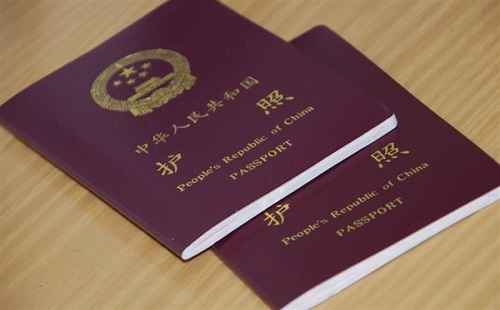 中华人民共和国
护 照
People's Republic of China
PASSPORT
护 照
People's Republic of China
PASSPORT